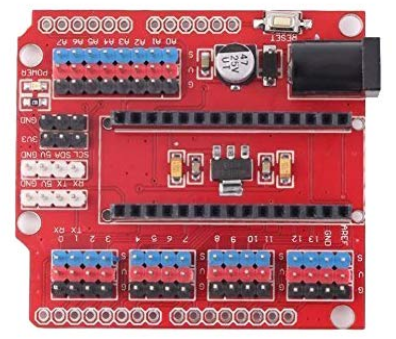 RESET
A7 A6 A5 A4 A3 A2 A1 A0
POWER
S
V
G
47
25V
UT
GND
3V3
SCL SDA 5V GND
RX TX 5V GND
RX TX
0 1 2 3 4 5 6 7 8 9 10 11 12 13 GND AREF
S V G
S V G
S V G
S V G